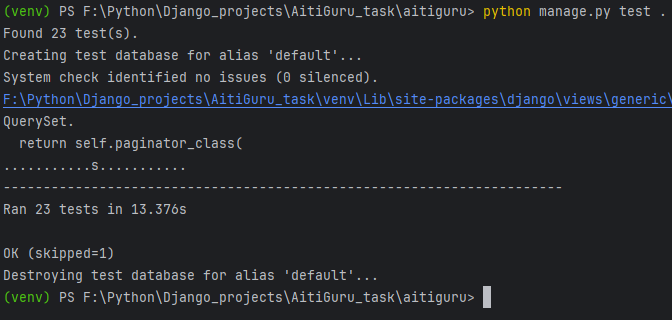 (venv) PS F:\Python\Django_projects\AitiGuru_task\aitiguru> python manage.py test .
Found 23 test(s).
Creating test database for alias 'default'...
System check identified no issues (0 silenced).
F:\Python\Django_projects\AitiGuru_task\venv\Lib\site-packages\django\views\generic\
QuerySet.
  return self.paginator_class(
...........s...........
----------------------------------------------------------------------
Ran 23 tests in 13.376s

OK (skipped=1)
Destroying test database for alias 'default'...
(venv) PS F:\Python\Django_projects\AitiGuru_task\aitiguru>